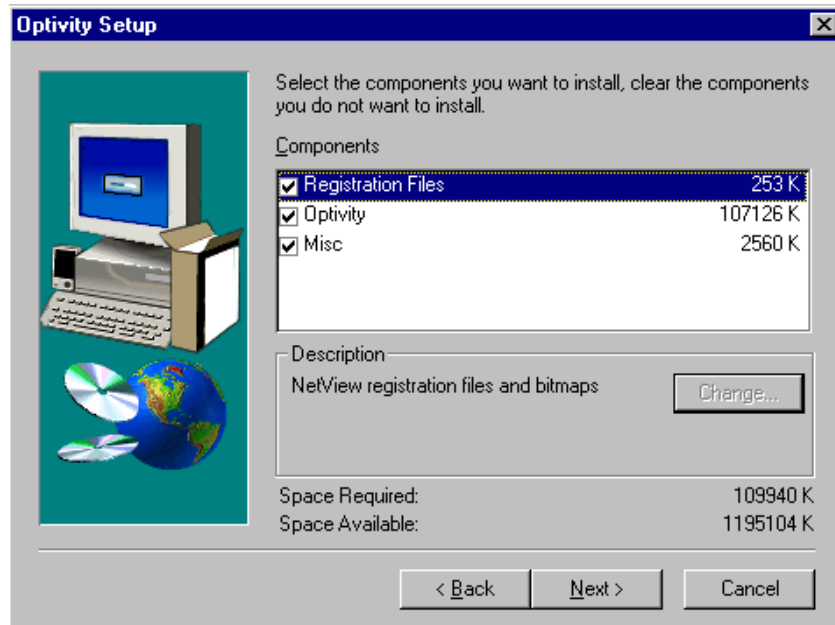 Optivity Setup
Select the components you want to install, clear the components
you do not want to install.
Components
Registration Files 253 K
Optivity 107126 K
Misc 2560 K
Description
NetView registration files and bitmaps
Change...
Space Required: 109940 K
Space Available: 1195104 K
< Back Next > Cancel